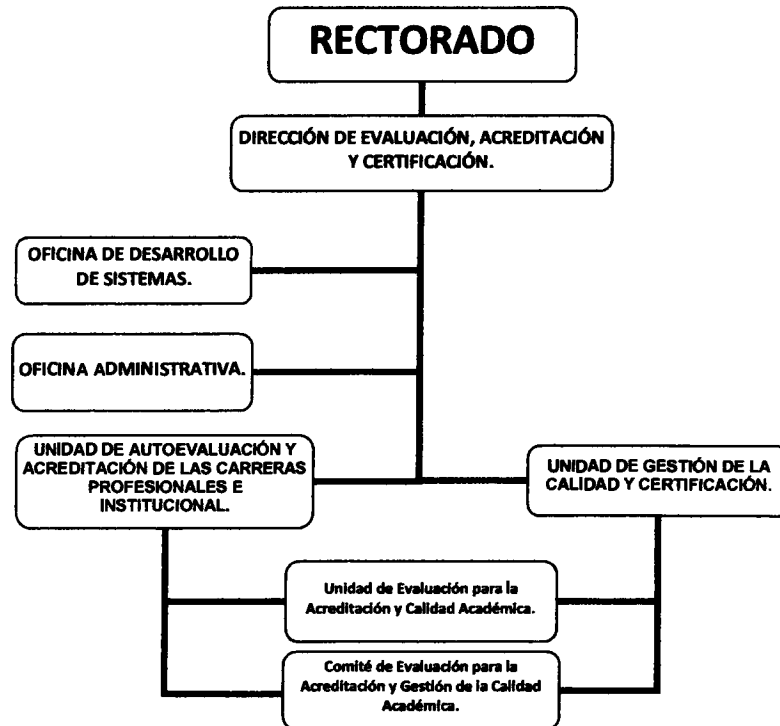 RECTORADO
DIRECCIÓN DE EVALUACIÓN, ACREDITACIÓN
Y CERTIFICACIÓN.
OFICINA DE DESARROLLO
DE SISTEMAS.
OFICINA ADMINISTRATIVA.
UNIDAD DE AUTOEVALUACIÓN Y
ACREDITACIÓN DE LAS CARRERAS
PROFESIONALES E
INSTITUCIONAL.
UNIDAD DE GESTIÓN DE LA
CALIDAD Y CERTIFICACIÓN.
Unidad de Evaluación para la
Acreditación y Calidad Académica.
Comité de Evaluación para la
Acreditación y Gestión de la Calidad
Académica.